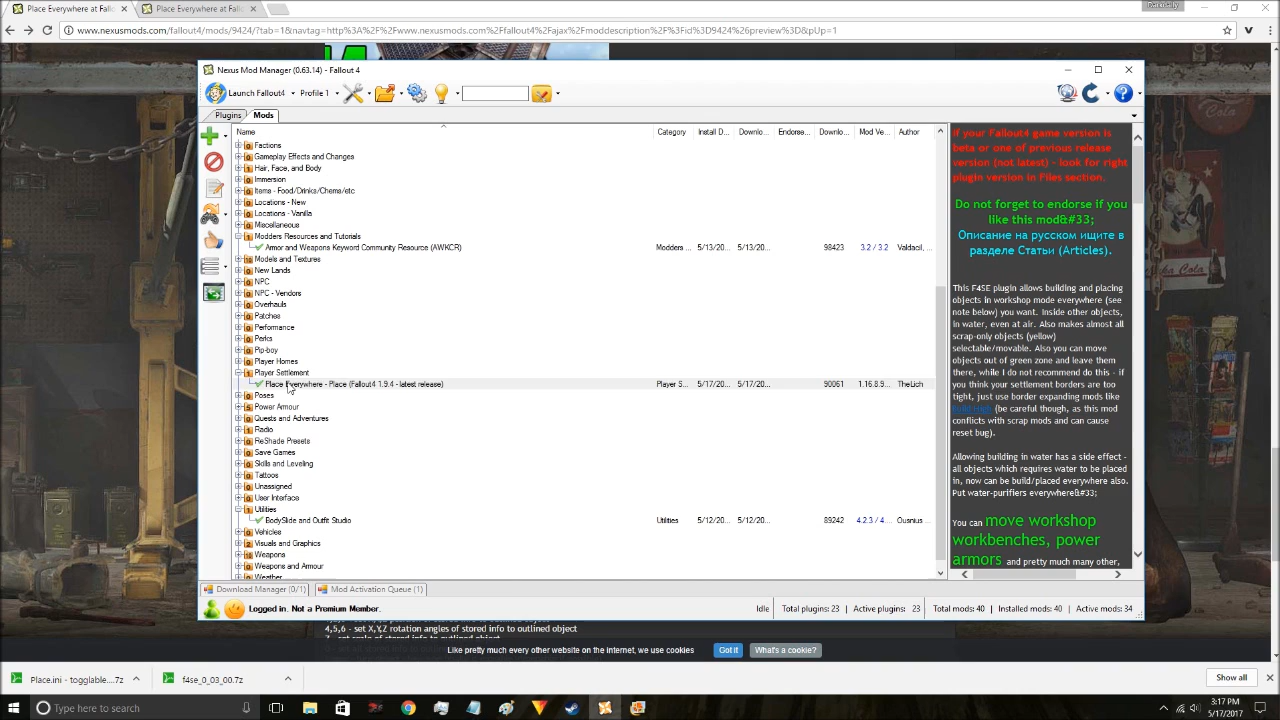 Place Everywhere at Fal
Place Everywhere at Fal
www.nexusmods.com/fallout4/mods/9424/?tab=1&navtag=http%3A%2F%2Fwww.nexusmods.com%2Ffallout4%2Fajax%2Fmoddescription%2F%3Fid%3D9424%26preview%3D&pUp=1
Nexus Mod Manager (0.63.14) - Fallout 4
Launch Fallout4
Profile 1
Plugins
Mods
Name
Category
Install D...
Downlo...
Endorse...
Downlo...
Mod Ve...
Author
Factions
Gameplay Effects and Changes
Hair, Face, and Body
Immersion
Items - Food/Drinks/Chems/etc
Locations - New
Locations - Vanilla
Miscellaneous
Modders Resources and Tutorials
Armor and Weapons Keyword Community Resource (AWKCR) Modders ... 5/13/20... 5/13/20... 98423 3.2 / 3.2 Valdacil, ...
Models and Textures
New Lands
NPC
NPC - Vendors
Overhauls
Patches
Performance
Perks
Pip-boy
Player Homes
Player Settlement
Place Everywhere - Place (Fallout4 1.9.4 - latest release) Player S... 5/17/20... 5/17/20... 90061 1.16.8.9... TheLich
Poses
Power Armour
Quests and Adventures
Radio
ReShade Presets
Save Games
Skills and Leveling
Tattoos
Unassigned
User Interface
Utilities
BodySlide and Outfit Studio Utilities 5/12/20... 5/12/20... 89242 4.2.3 / 4... Ousnius ...
Vehicles
Visuals and Graphics
Weapons
Weapons and Armour
Weather
if your Fallout4 game version is
beta or one of previous release
version (not latest) - look for right
plugin version in Files section.
Do not forget to endorse if you
like this mod&#33;
Описание на русском ищите в
разделе Статьи (Articles).
This F4SE plugin allows building and placing
objects in workshop mode everywhere (see
note below) you want. Inside other objects,
in water, even at air. Also makes almost all
scrap-only objects (yellow)
selectable/movable. Also you can move
objects out of green zone and leave them
there, while I do not recommend do this - if
you think your settlement borders are too
tight, just use border expanding mods like
Build High (be careful though, as this mod
conflicts with scrap mods and can cause
reset bug).
Allowing building in water has a side effect -
all objects which requires water to be placed
in, now can be build/placed everywhere also.
Put water-purifiers everywhere&#33;
You can move workshop
workbenches, power
armors and pretty much many other,
Download Manager (0/1)
Mod Activation Queue (1)
Logged in. Not a Premium Member.
Idle
Total plugins: 23
Active plugins: 23
Total mods: 40
Installed mods: 40
Active mods: 34
4,5,6 - set X,Y,Z rotation angles of stored info to outlined object
Like pretty much every other website on the internet, we use cookies
Got it
What's a cookie?
Place.ini - togglable....7z
f4se_0_03_00.7z
Show all
Type here to search
3:17 PM
5/17/2017